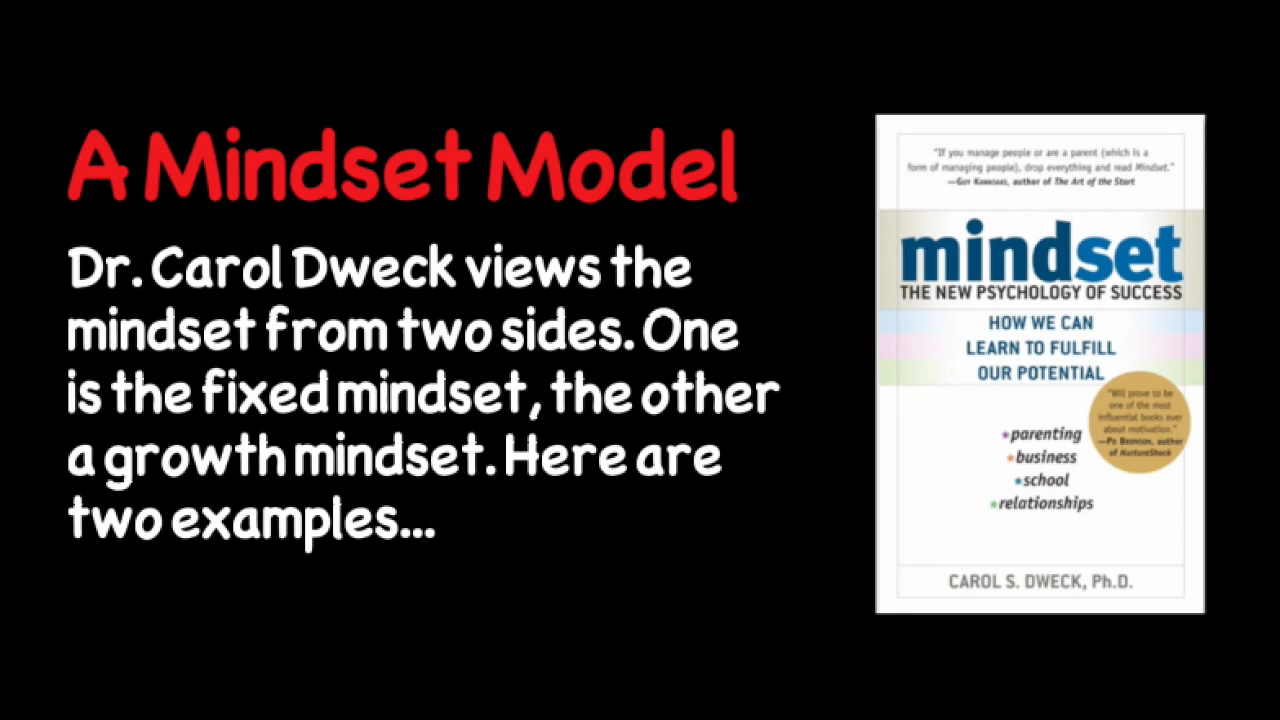 A Mindset Model
Dr. Carol Dweck views the
mindset from two sides. One
is the fixed mindset, the other
a growth mindset. Here are
two examples...
"If you manage people or are a parent (which is a
form of managing people), drop everything and read Mindset."
—Guy Kawasaki, author of The Art of the Start
mindset
THE NEW PSYCHOLOGY OF SUCCESS
HOW WE CAN
LEARN TO FULFILL
OUR POTENTIAL
"Will prove to be
one of the most
influential books ever
about motivation."
—Po Bronson, author
of NurtureShock
*parenting
*business
*school
*relationships
CAROL S. DWECK, Ph.D.